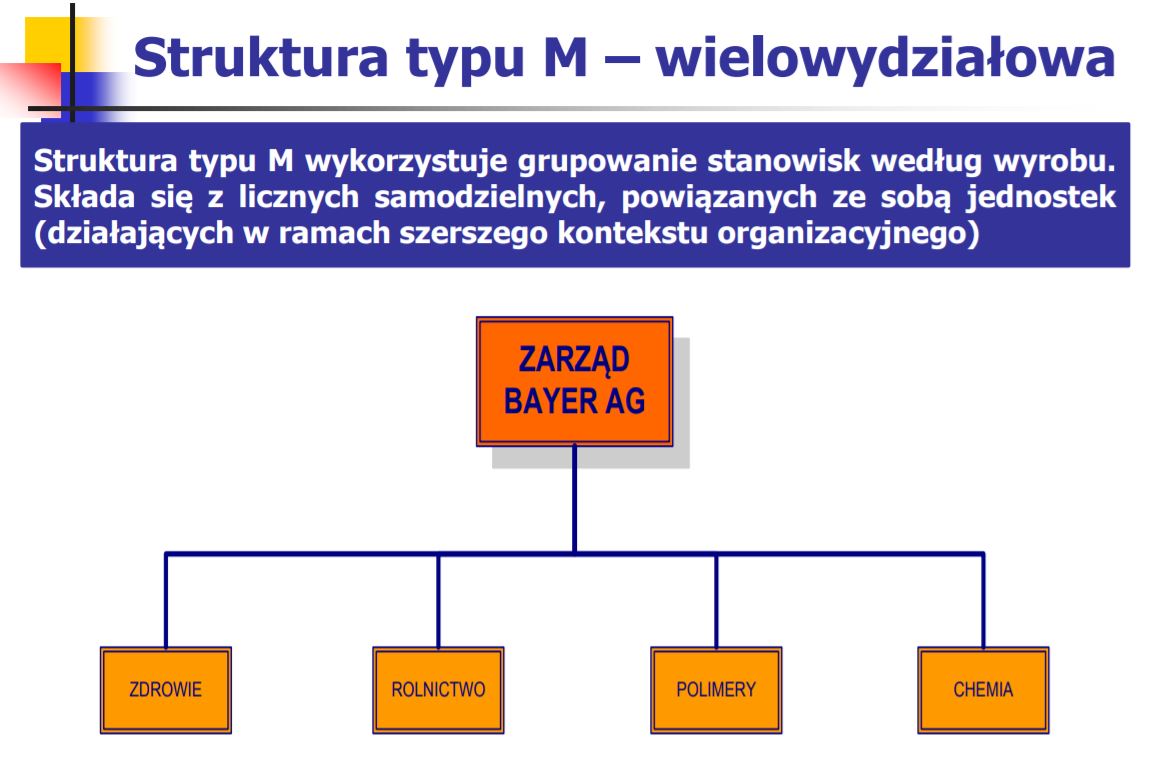 Struktura typu M – wielowydziałowa
Struktura typu M wykorzystuje grupowanie stanowisk według wyrobu.
Składa się z licznych samodzielnych, powiązanych ze sobą jednostek
(działających w ramach szerszego kontekstu organizacyjnego)
ZARZĄD
BAYER AG
ZDROWIE
ROLNICTWO
POLIMERY
CHEMIA